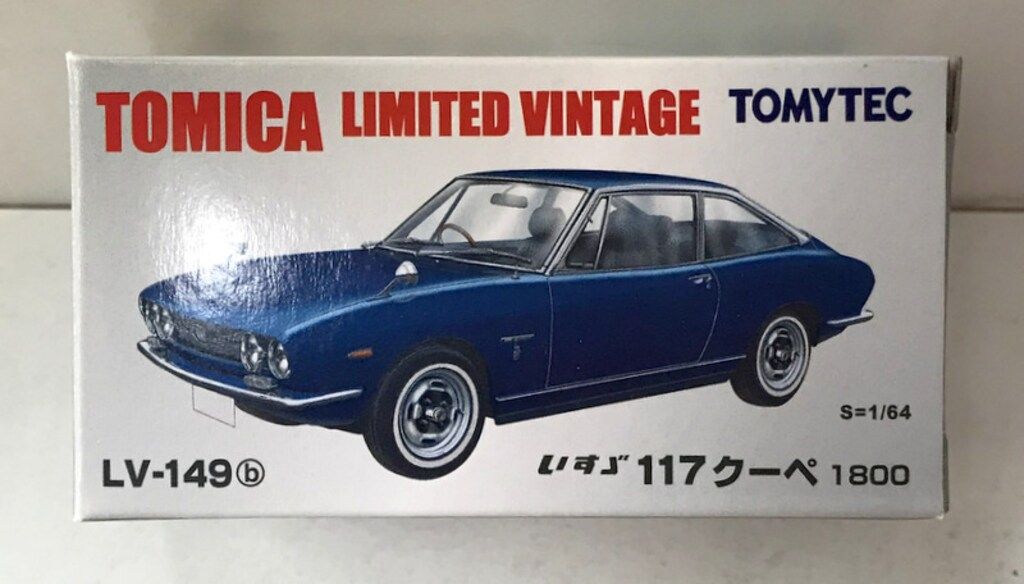 TOMICA LIMITED VINTAGE TOMYTEC
S=1/64
LV-149ⓑ いすゞ 117クーペ 1800